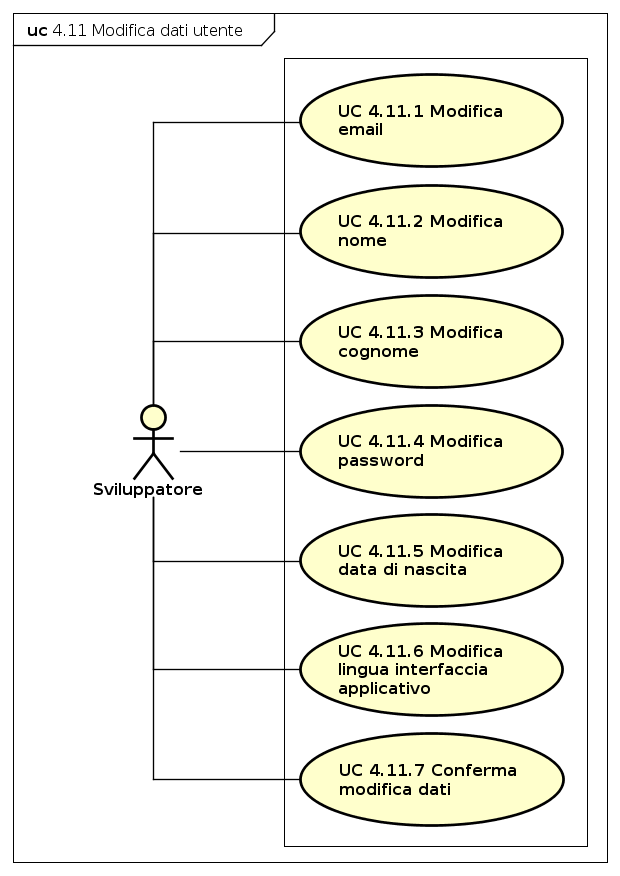 uc 4.11 Modifica dati utente
UC 4.11.1 Modifica
email
UC 4.11.2 Modifica
nome
UC 4.11.3 Modifica
cognome
UC 4.11.4 Modifica
password
Sviluppatore
UC 4.11.5 Modifica
data di nascita
UC 4.11.6 Modifica
lingua interfaccia
applicativo
UC 4.11.7 Conferma
modifica dati